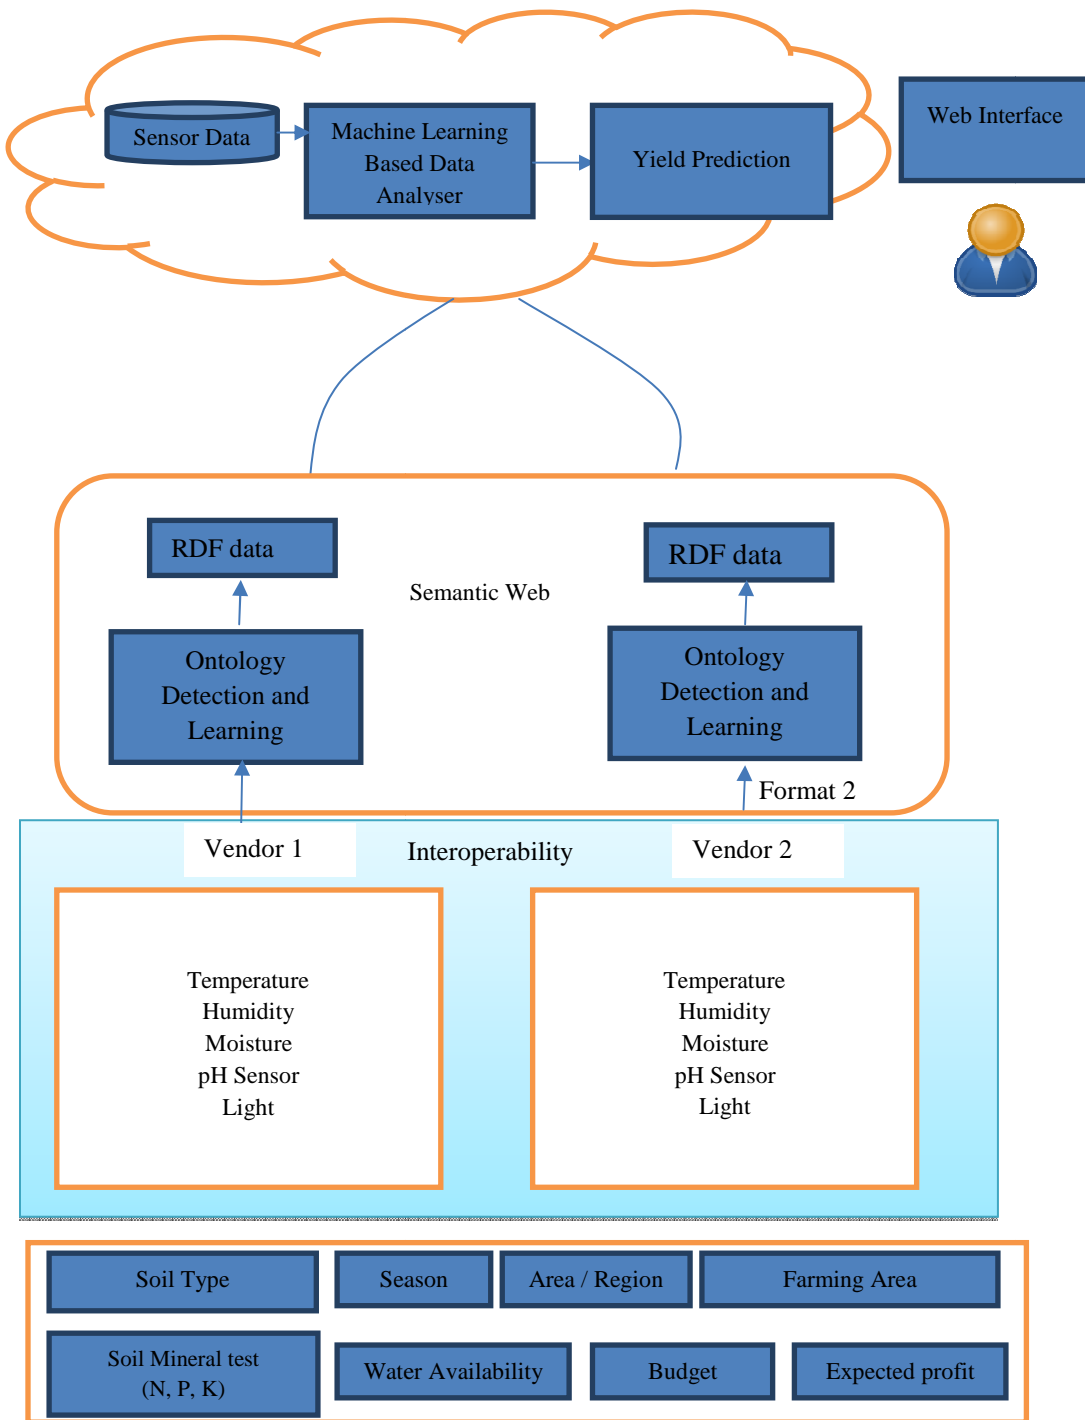 Sensor Data
Machine Learning
Based Data
Analyser
Yield Prediction
Web Interface
RDF data
RDF data
Semantic Web
Ontology
Detection and
Learning
Ontology
Detection and
Learning
Format 2
Vendor 1
Interoperability
Vendor 2
Temperature
Humidity
Moisture
pH Sensor
Light
Temperature
Humidity
Moisture
pH Sensor
Light
Soil Type
Season
Area / Region
Farming Area
Soil Mineral test
(N, P, K)
Water Availability
Budget
Expected profit